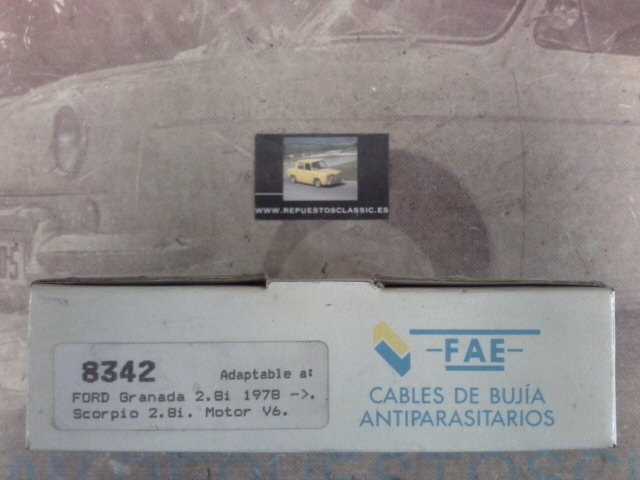 WWW.REPUESTOSCLASSIC.ES
8342 Adaptable a:
FORD Granada 2.8i 1978 ->.
Scorpio 2.8i. Motor V6.
FAE
CABLES DE BUJÍA
ANTIPARASITARIOS